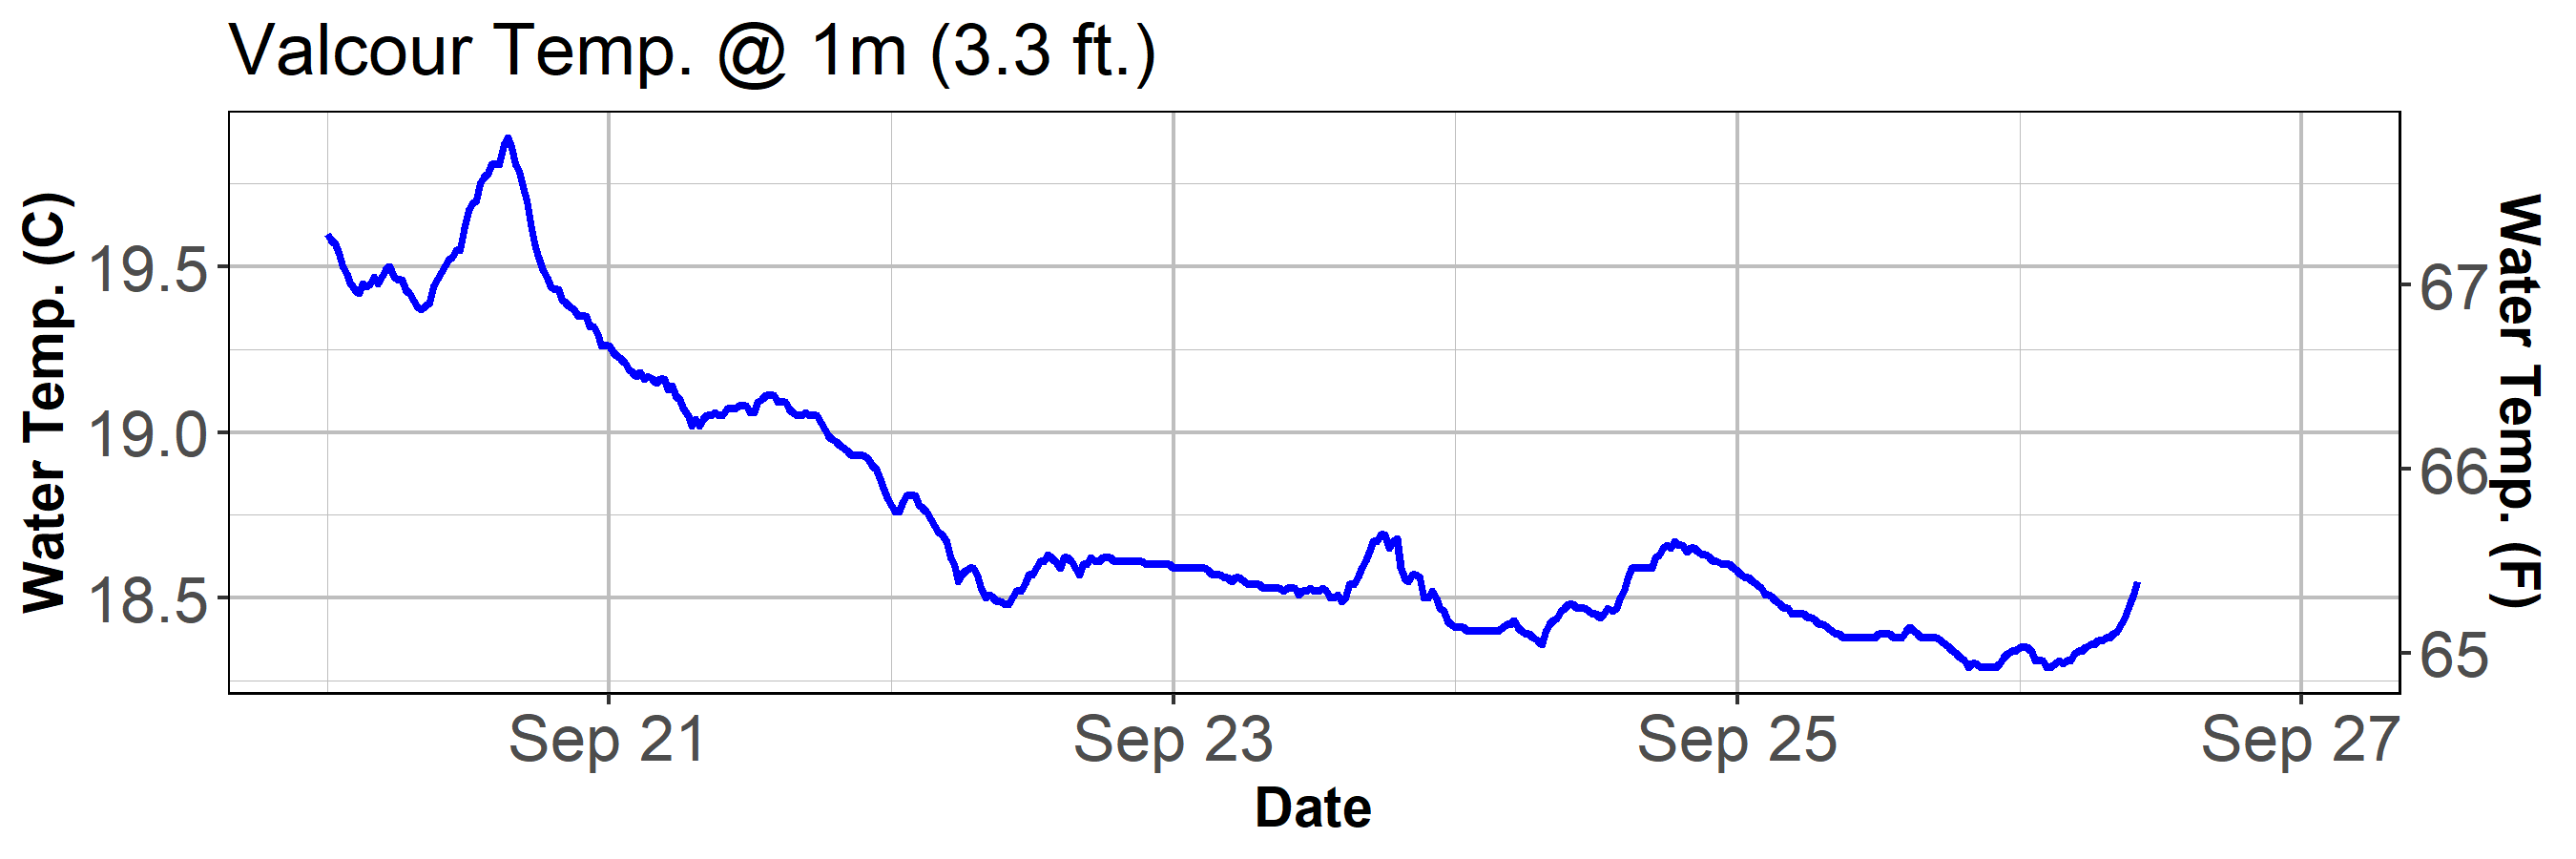 Valcour Temp. @ 1m (3.3 ft.)
Water Temp. (C)
19.5
19.0
18.5
67
66
65
Water Temp. (F)
Sep 21 Sep 23 Sep 25 Sep 27
Date